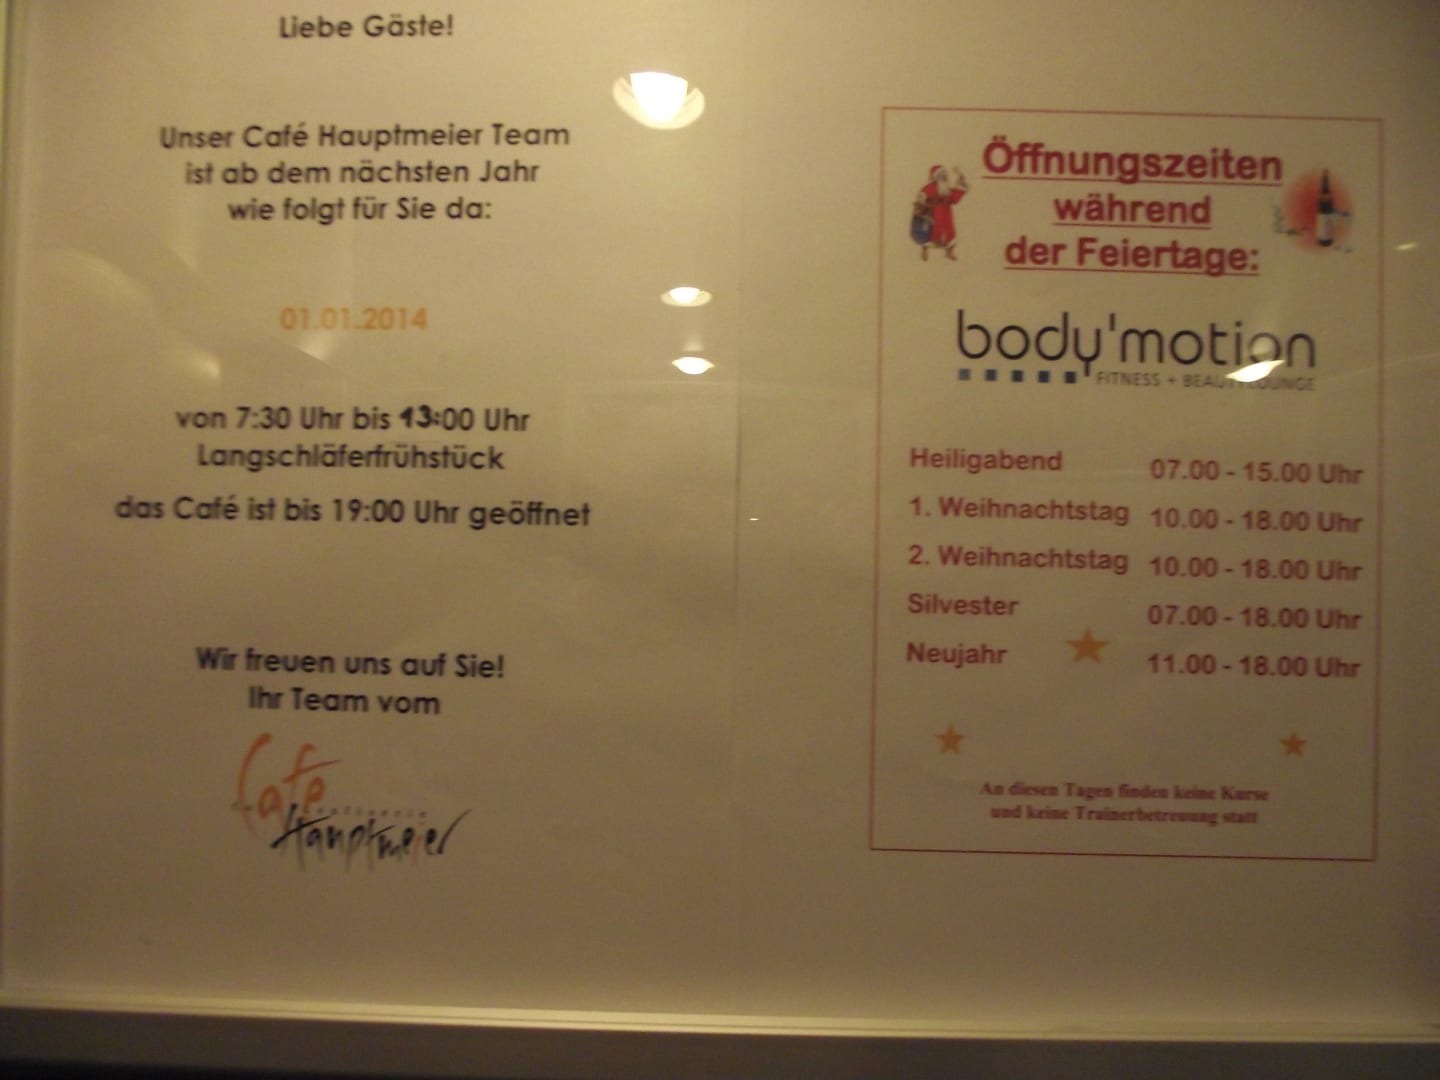 Liebe Gäste!
Unser Café Hauptmeier Team
ist ab dem nächsten Jahr
wie folgt für Sie da:
01.01.2014
von 7:30 Uhr bis 13:00 Uhr
Langschläferfrühstück
das Café ist bis 19:00 Uhr geöffnet
Wir freuen uns auf Sie!
Ihr Team vom
Café
Hauptmeier
Öffnungszeiten
während
der Feiertage:
body'motion
FITNESS + BEAUTYLOUNGE
Heiligabend 07.00 - 15.00 Uhr
1. Weihnachtstag 10.00 - 18.00 Uhr
2. Weihnachtstag 10.00 - 18.00 Uhr
Silvester 07.00 - 18.00 Uhr
Neujahr 11.00 - 18.00 Uhr
An diesen Tagen finden keine Kurse
und keine Trainerbetreuung statt